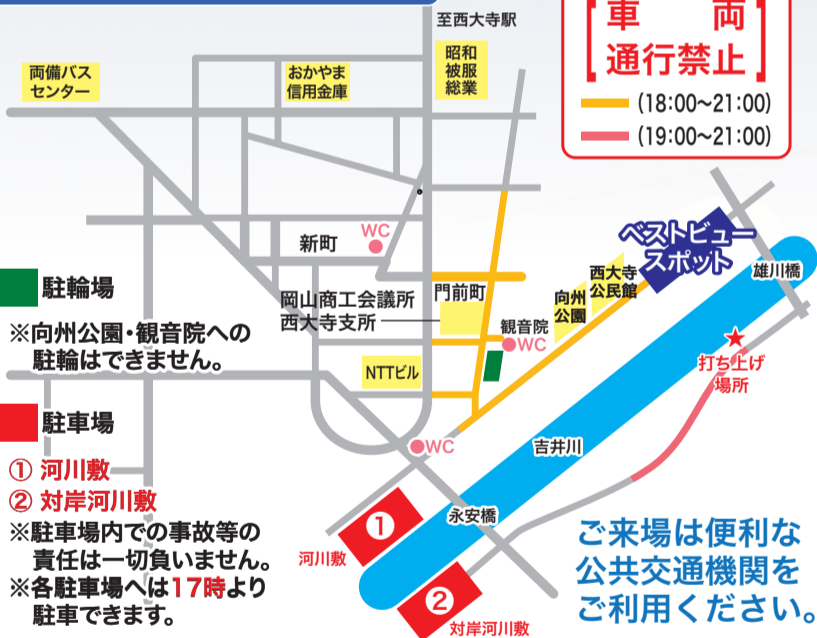 至西大寺駅
車　両
通行禁止
(18:00~21:00)
(19:00~21:00)
両備バス
センター
おかやま
信用金庫
昭和
被服
総業
新町
WC
ベストビュー
スポット
雄川橋
西大寺
公民館
向州
公園
門前町
岡山商工会議所
西大寺支所
観音院
WC
NTTビル
打ち上げ
場所
駐輪場
※向州公園・観音院への
駐輪はできません。
駐車場
① 河川敷
② 対岸河川敷
※駐車場内での事故等の
責任は一切負いません。
※各駐車場へは17時より
駐車できます。
WC
吉井川
永安橋
①
河川敷
②
対岸河川敷
ご来場は便利な
公共交通機関を
ご利用ください。